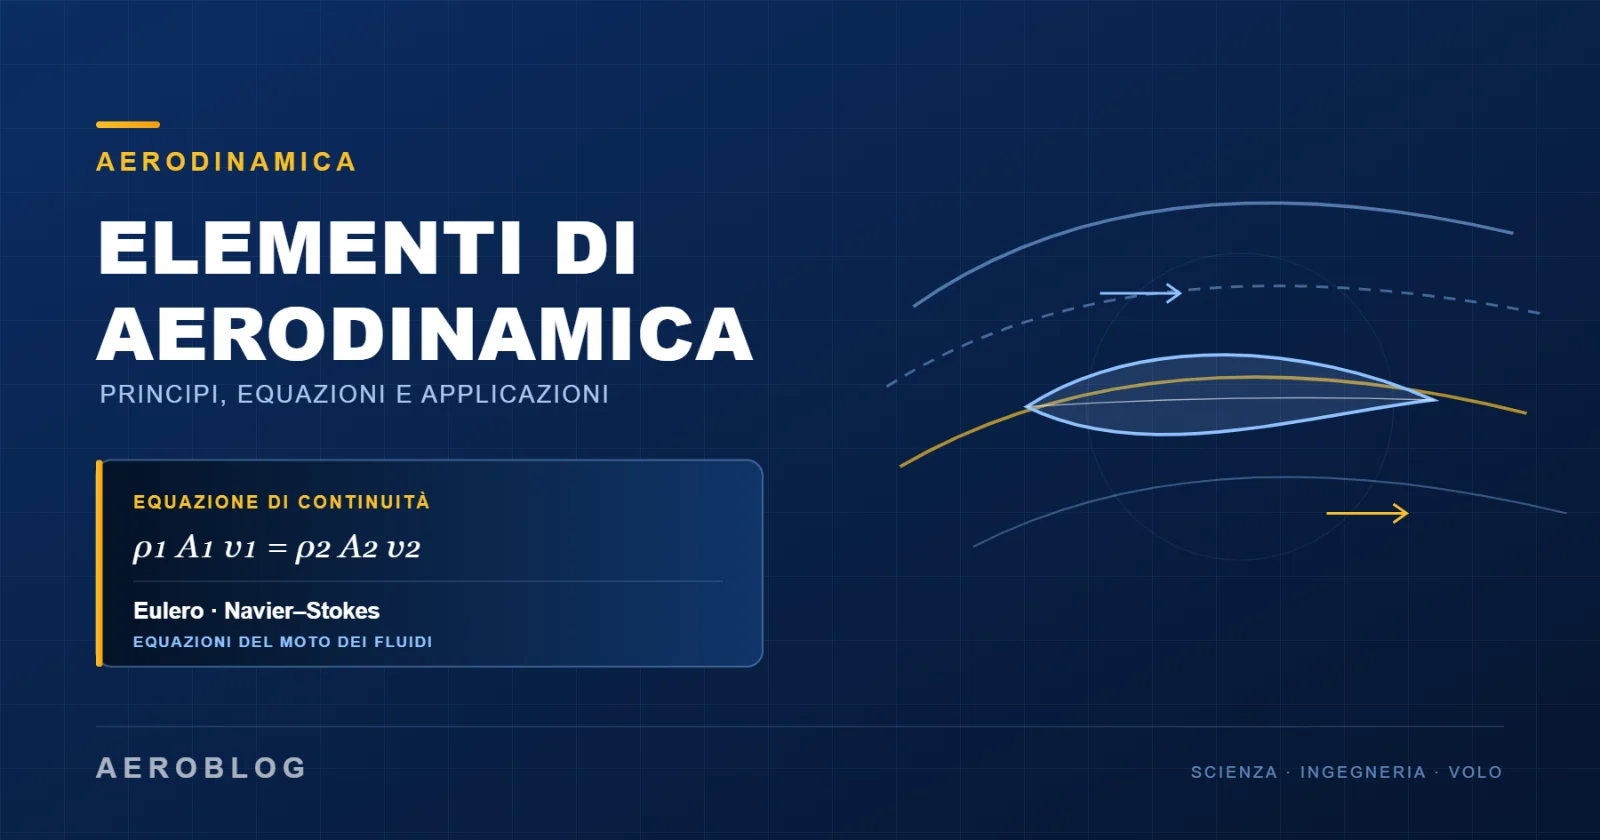 AERODINAMICA
ELEMENTI DI
AERODINAMICA
PRINCIPI, EQUAZIONI E APPLICAZIONI
EQUAZIONE DI CONTINUITÀ
ρ1 A1 v1 = ρ2 A2 v2
Eulero · Navier–Stokes
EQUAZIONI DEL MOTO DEI FLUIDI
AEROBLOG
SCIENZA · INGEGNERIA · VOLO